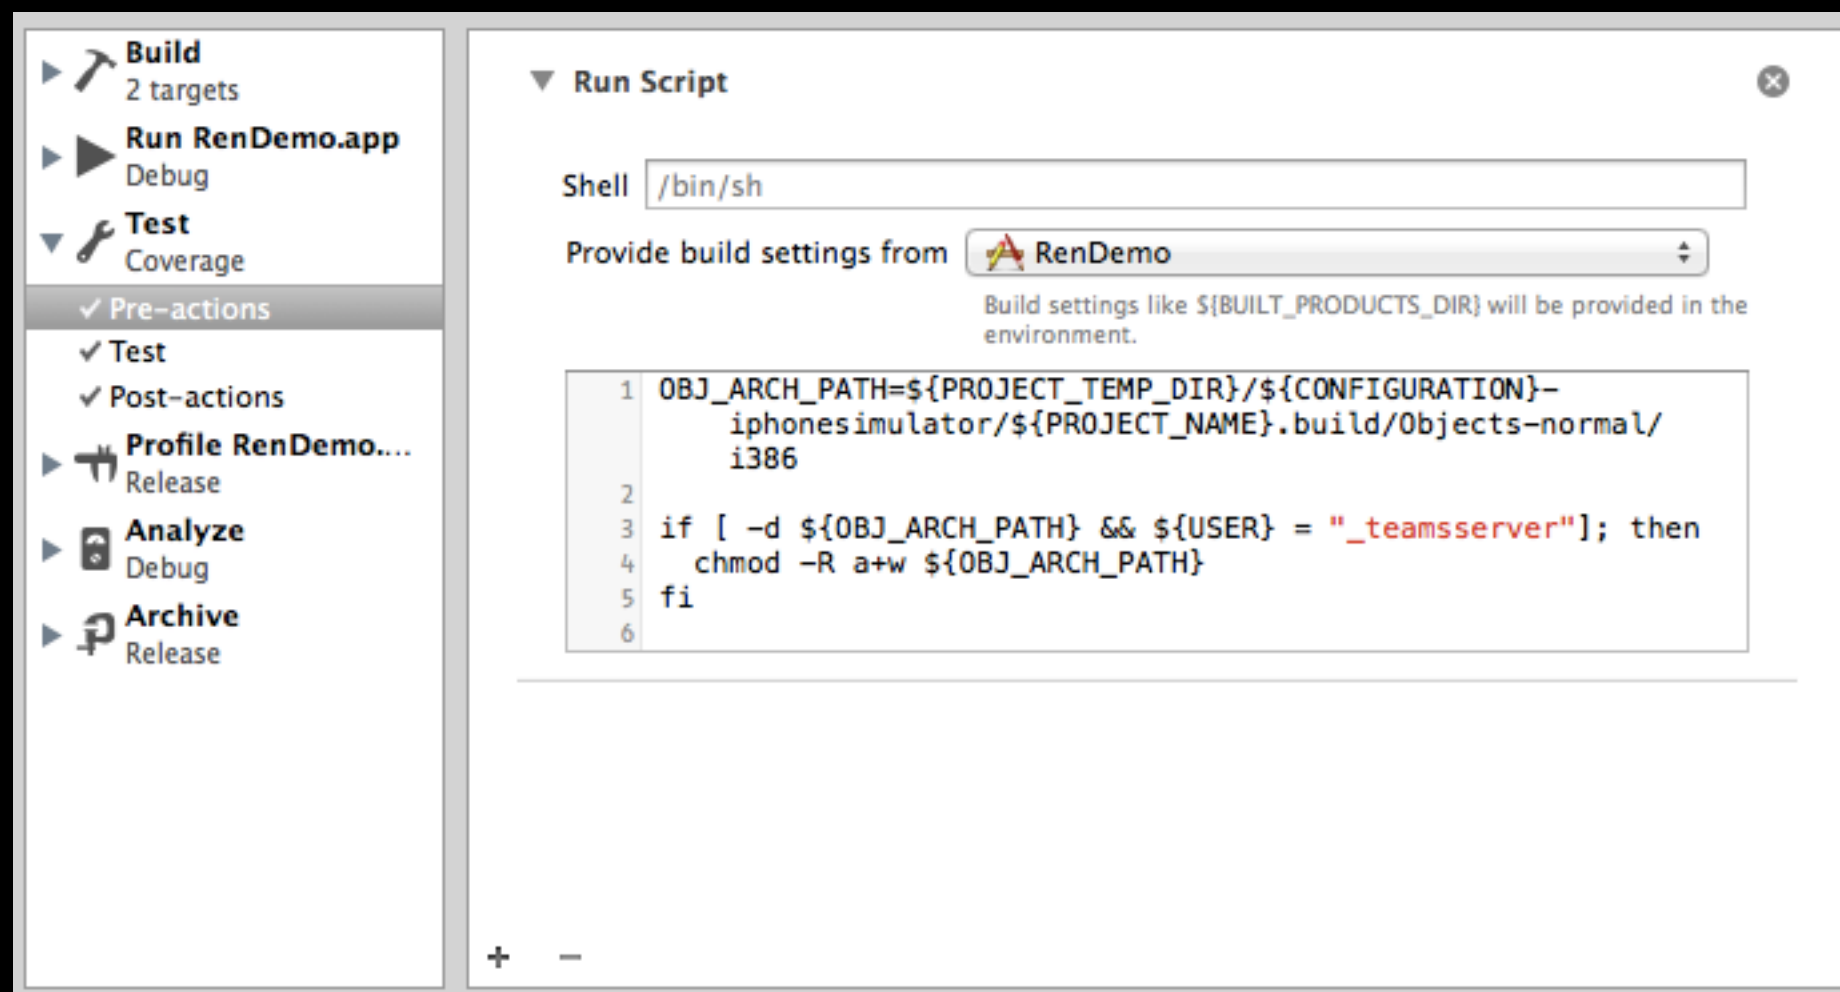 Build
2 targets
Run RenDemo.app
Debug
Test
Coverage
Pre-actions
Test
Post-actions
Profile RenDemo....
Release
Analyze
Debug
Archive
Release
Run Script
Shell /bin/sh
Provide build settings from RenDemo
Build settings like ${BUILT_PRODUCTS_DIR} will be provided in the
environment.
1 OBJ_ARCH_PATH=${PROJECT_TEMP_DIR}/${CONFIGURATION}-
iphonesimulator/${PROJECT_NAME}.build/Objects-normal/
i386
2
3 if [ -d ${OBJ_ARCH_PATH} && ${USER} = "_teamsserver"]; then
4 chmod -R a+w ${OBJ_ARCH_PATH}
5 fi
6